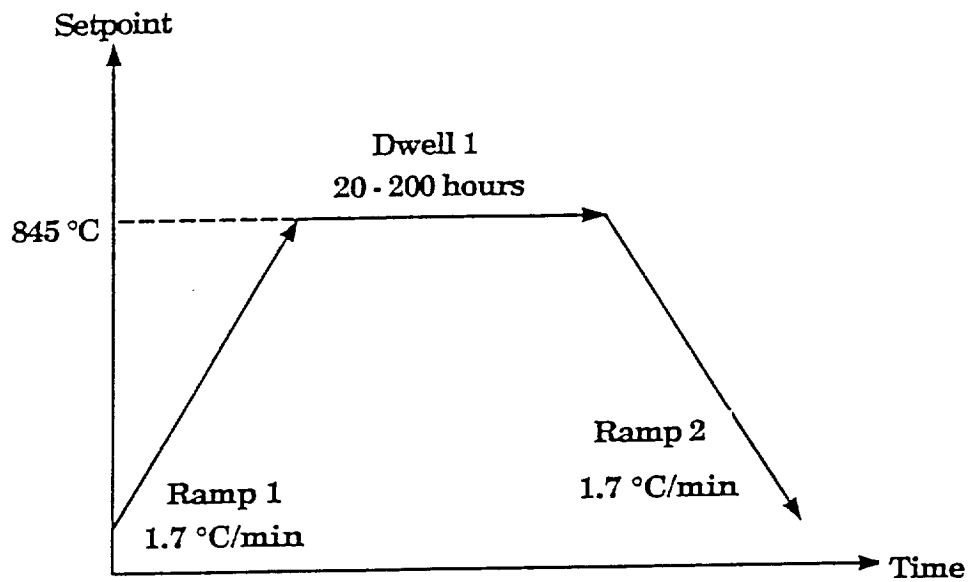 Setpoint
Dwell 1
20 - 200 hours
845 °C
Ramp 2
1.7 °C/min
Ramp 1
1.7 °C/min
Time